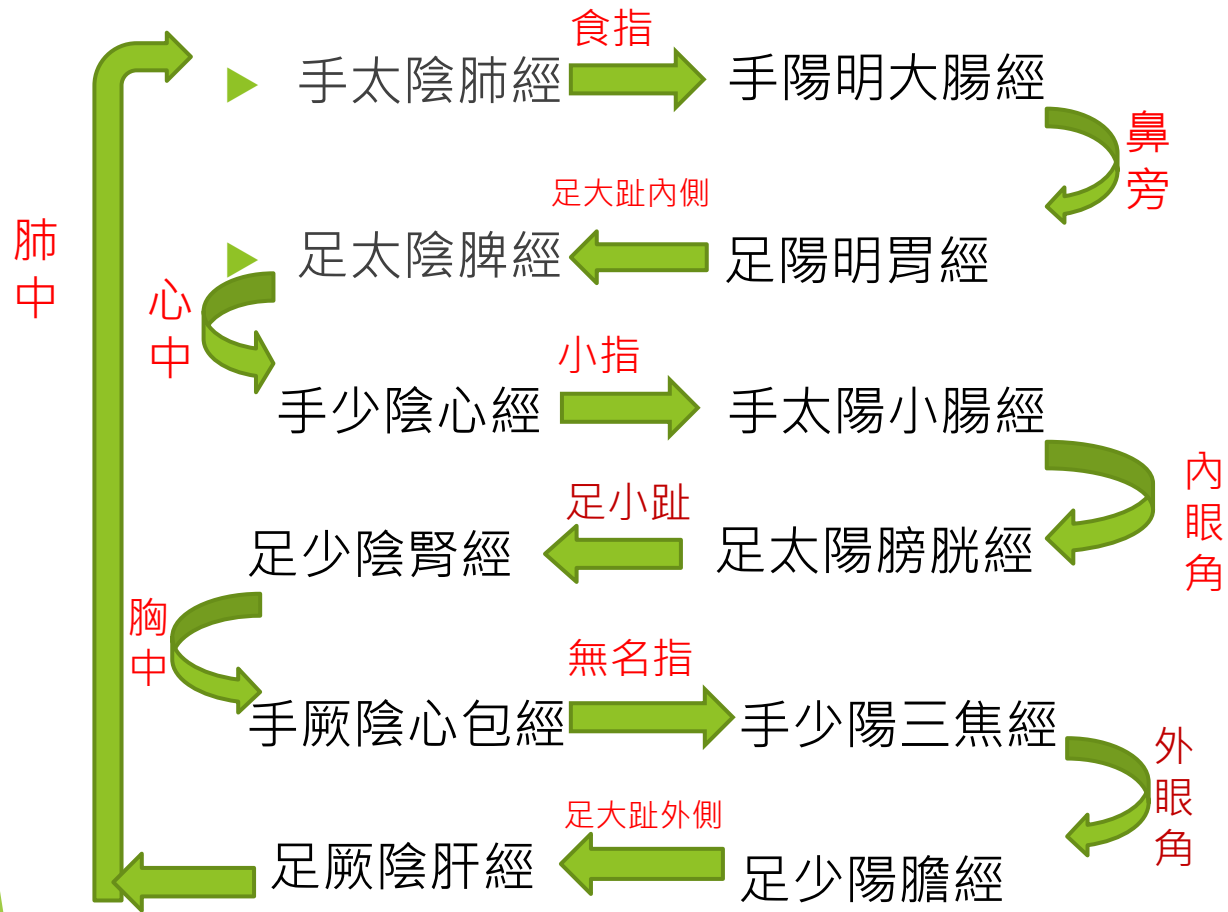 食指
手太陰肺經
手陽明大腸經
鼻旁
足大趾內側
足太陰脾經
足陽明胃經
肺中
心中
小指
手少陰心經
手太陽小腸經
內眼角
足小趾
足少陰腎經
足太陽膀胱經
胸中
無名指
手厥陰心包經
手少陽三焦經
外眼角
足大趾外側
足厥陰肝經
足少陽膽經